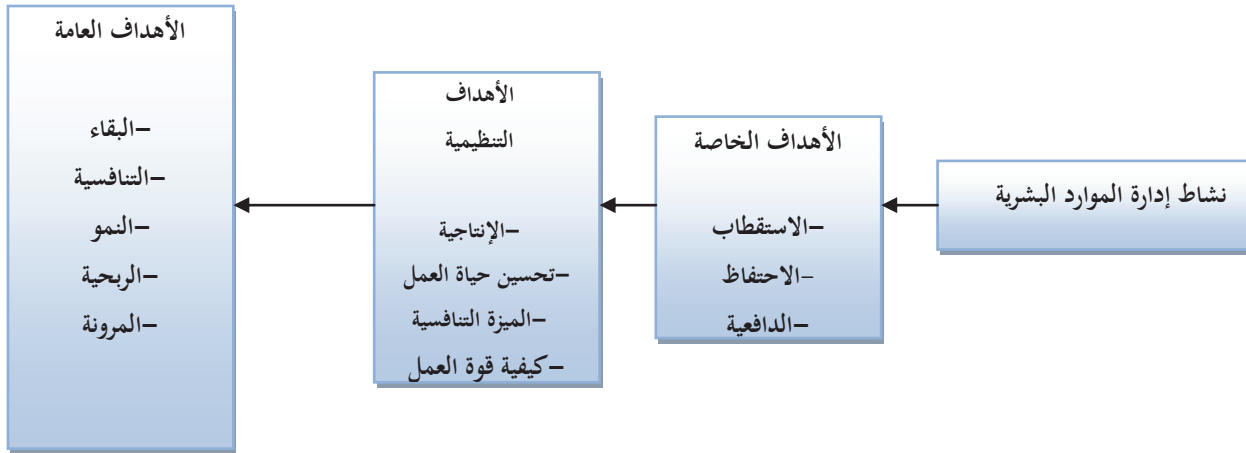 نشاط إدارة الموارد البشرية
الأهداف الخاصة
–الاستقطاب
-الاحتفاظ
–الدافعية
الأهداف
التنظيمية
–الإنتاجية
–تحسين حياة العمل
–الميزة التنافسية
–كيفية قوة العمل
الأهداف العامة
–البقاء
–التنافسية
–النمو
–الربحية
–المرونة